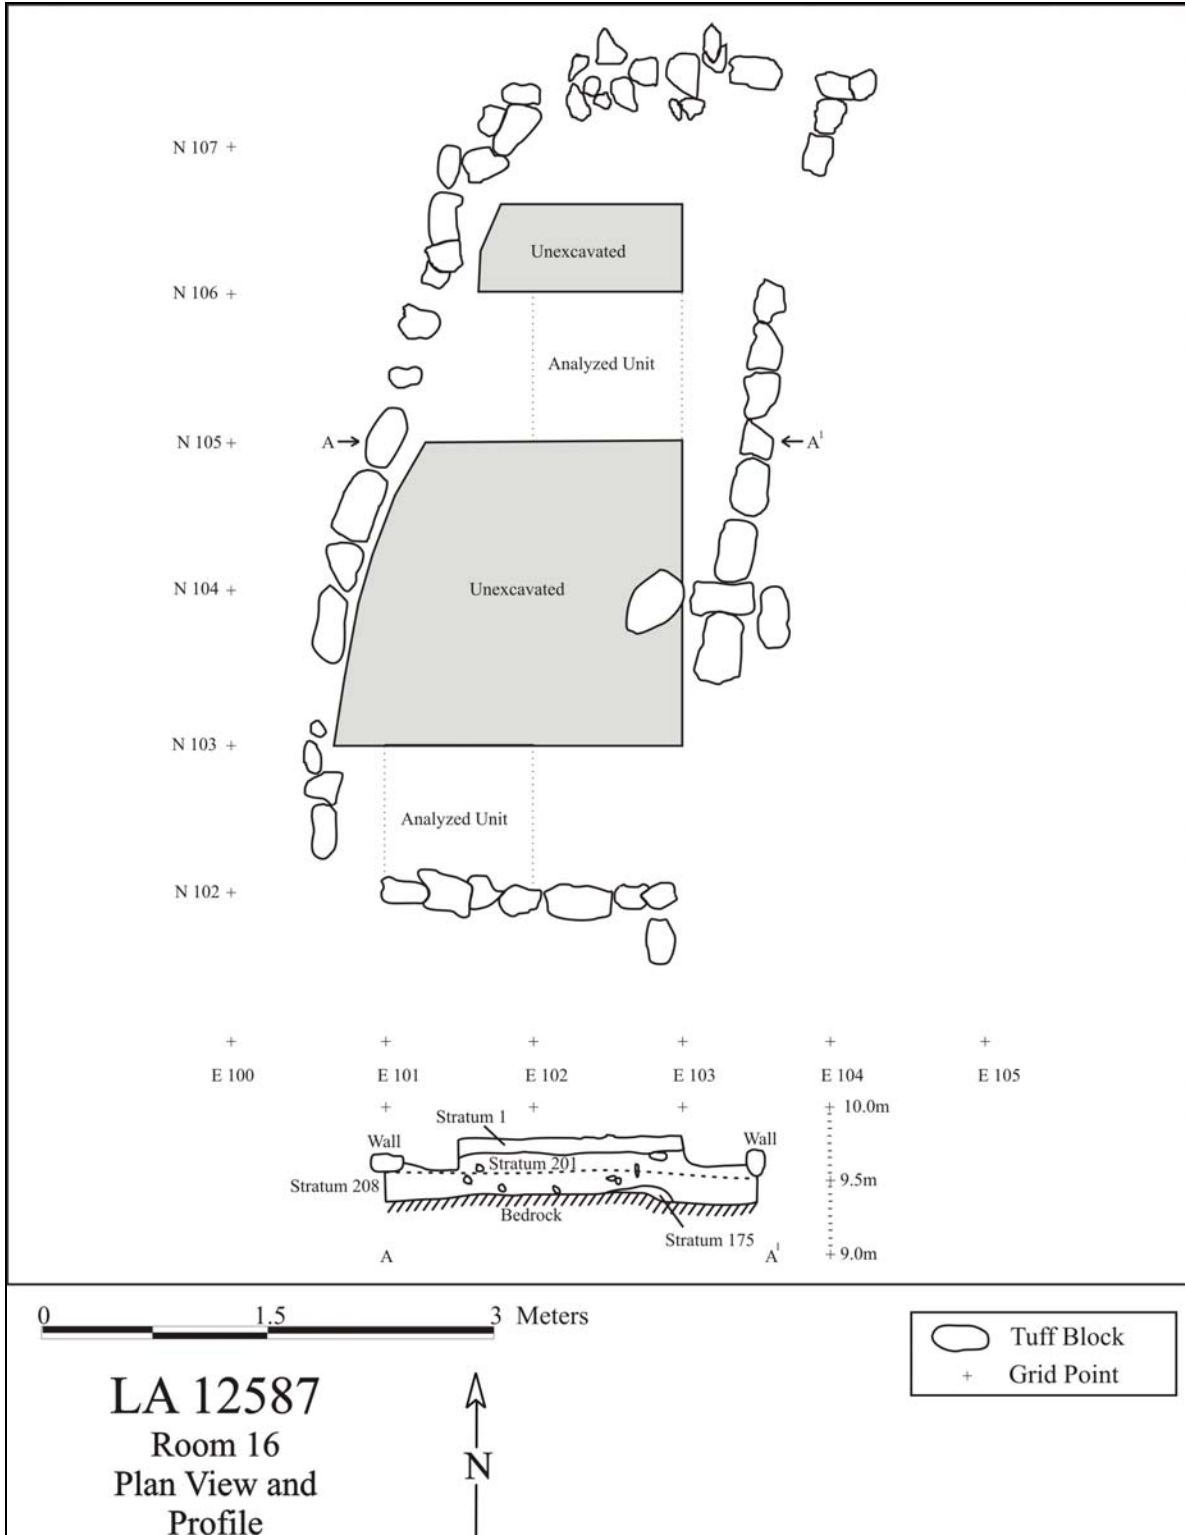 N 107 +
Unexcavated
N 106 +
Analyzed Unit
N 105 +
A → ← A¹
N 104 +
Unexcavated
N 103 +
Analyzed Unit
N 102 +
+ + + + + +
E 100 E 101 E 102 E 103 E 104 E 105
+ + + + 10.0m
Stratum 1
Wall Wall
Stratum 201
Stratum 208
9.5m
Bedrock
Stratum 175
A A¹
+ 9.0m
0 1.5 3 Meters
Tuff Block
+ Grid Point
LA 12587
Room 16
Plan View and
Profile
N